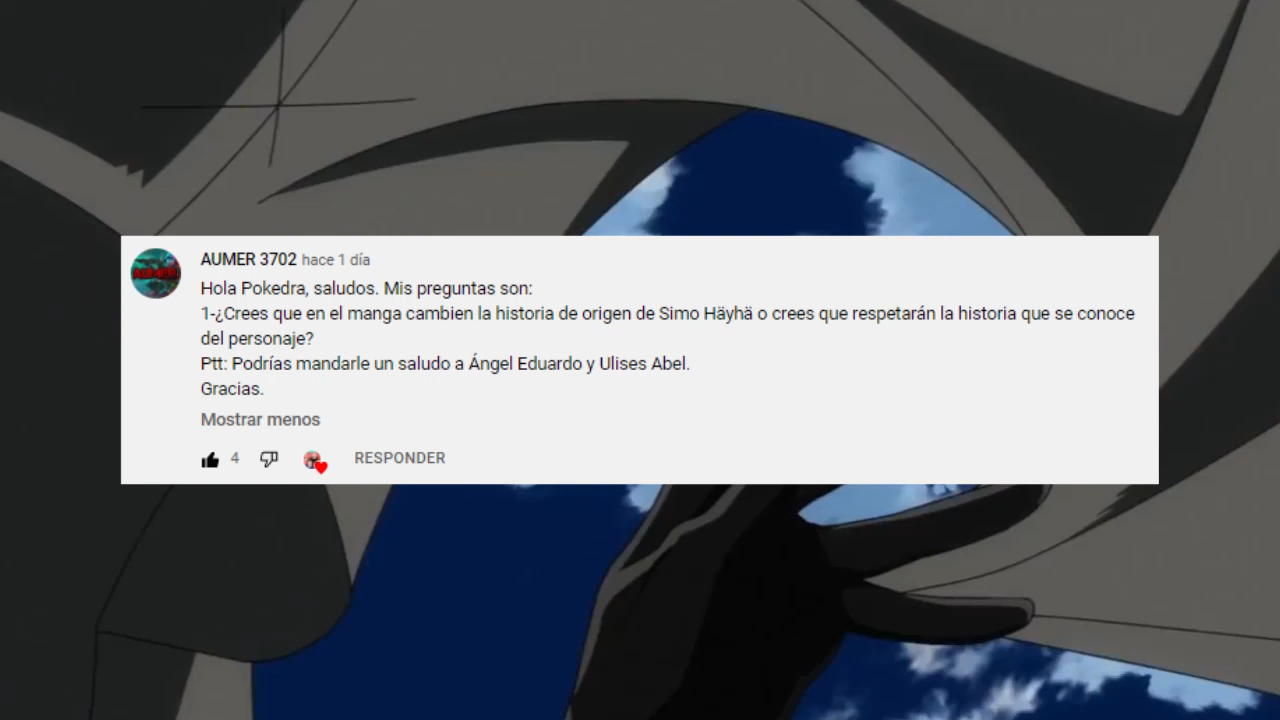 AUMER 3702 hace 1 día
Hola Pokedra, saludos. Mis preguntas son:
1-¿Crees que en el manga cambien la historia de origen de Simo Häyhä o crees que respetarán la historia que se conoce
del personaje?
Ptt: Podrías mandarle un saludo a Ángel Eduardo y Ulises Abel.
Gracias.
Mostrar menos
4
RESPONDER